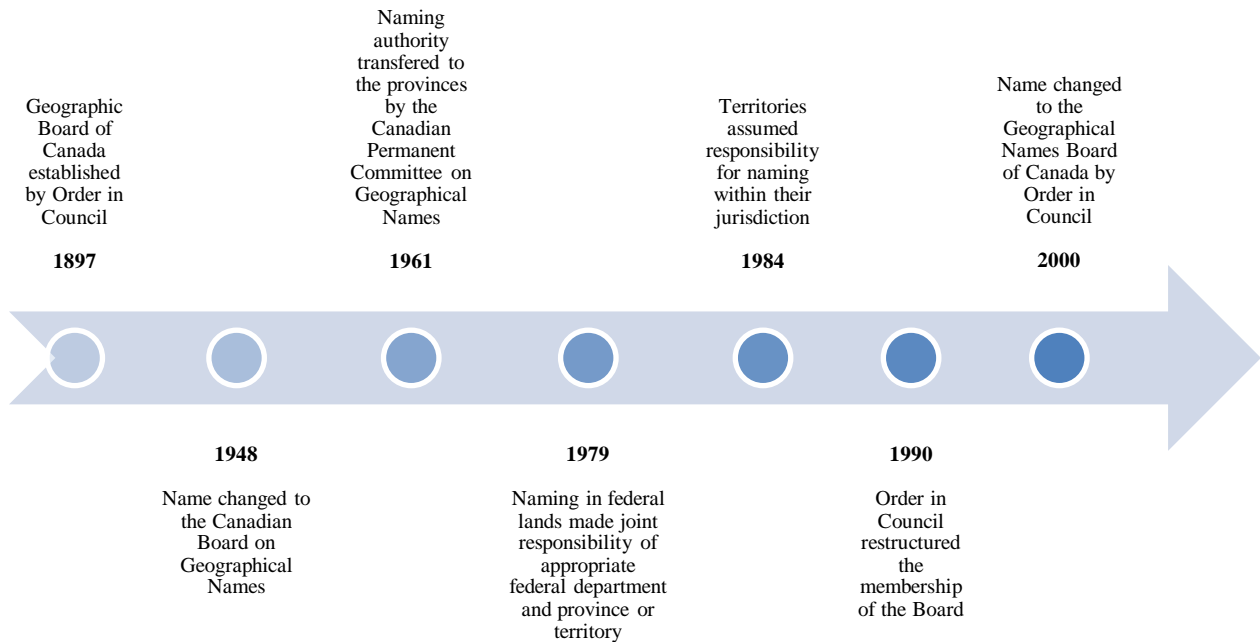 Geographic
Board of
Canada
established
by Order in
Council
1897
Naming
authority
transfered to
the provinces
by the
Canadian
Permanent
Committee on
Geographical
Names
1961
Territories
assumed
responsibility
for naming
within their
jurisdiction
1984
Name changed
to the
Geographical
Names Board
of Canada by
Order in
Council
2000
1948
Name changed to
the Canadian
Board on
Geographical
Names
1979
Naming in federal
lands made joint
responsibility of
appropriate
federal department
and province or
territory
1990
Order in
Council
restructured
the
membership
of the Board